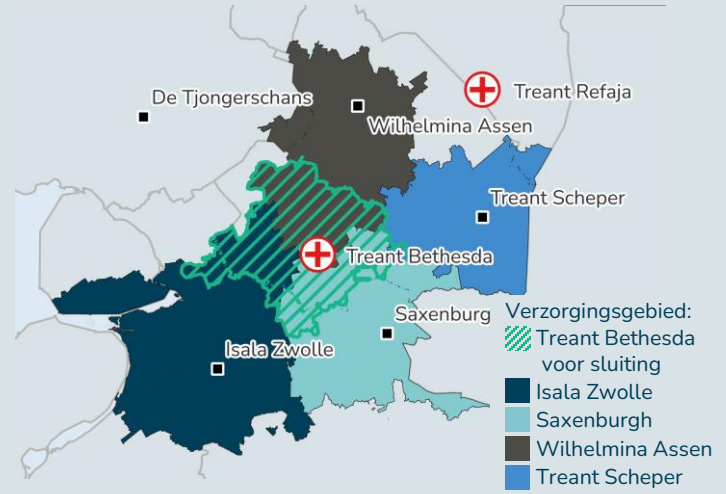 De Tjongerschans
Treant Refaja
Wilhelmina Assen
Treant Scheper
Treant Bethesda
Saxenburg
Isala Zwolle
Verzorgingsgebied:
Treant Bethesda
voor sluiting
Isala Zwolle
Saxenburgh
Wilhelmina Assen
Treant Scheper